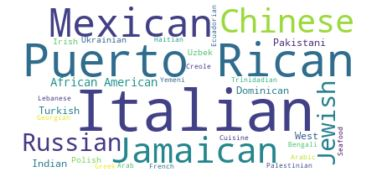 Mexican Chinese
Irish Ukrainian Haitian Ecuadorian Uzbek Pakistani
Puerto Rican
African American Creole Yemeni Trinidadian Dominican
Lebanese Turkish Georgian
Italian
Jewish
Russian Jamaican Cuisine West Bengali Seafood
Indian Polish Greek Arab French Arabic Palestinian